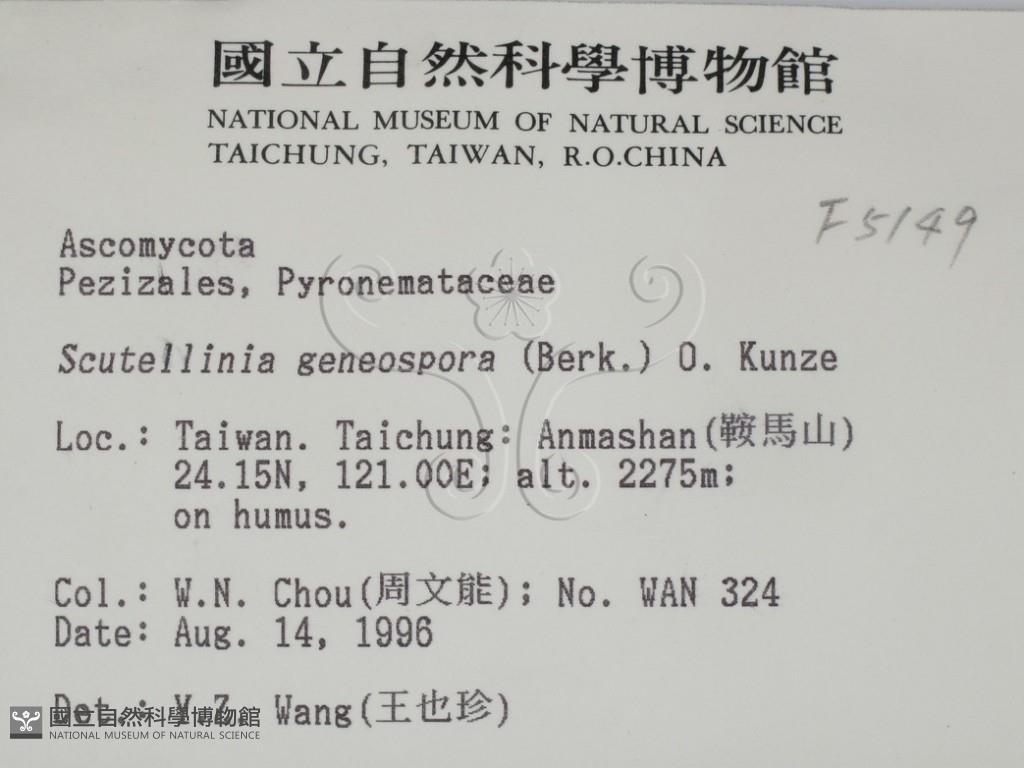 國立自然科學博物館
NATIONAL MUSEUM OF NATURAL SCIENCE
TAICHUNG, TAIWAN, R.O.CHINA
F5149
Ascomycota
Pezizales, Pyronemataceae
Scutellinia geneospora (Berk.) O. Kunze
Loc.: Taiwan. Taichung: Anmashan(鞍馬山)
24.15N, 121.00E; alt. 2275m;
on humus.
Col.: W.N. Chou(周文能); No. WAN 324
Date: Aug. 14, 1996
Det.: Y.Z. Wang(王也珍)
國立自然科學博物館
NATIONAL MUSEUM OF NATURAL SCIENCE